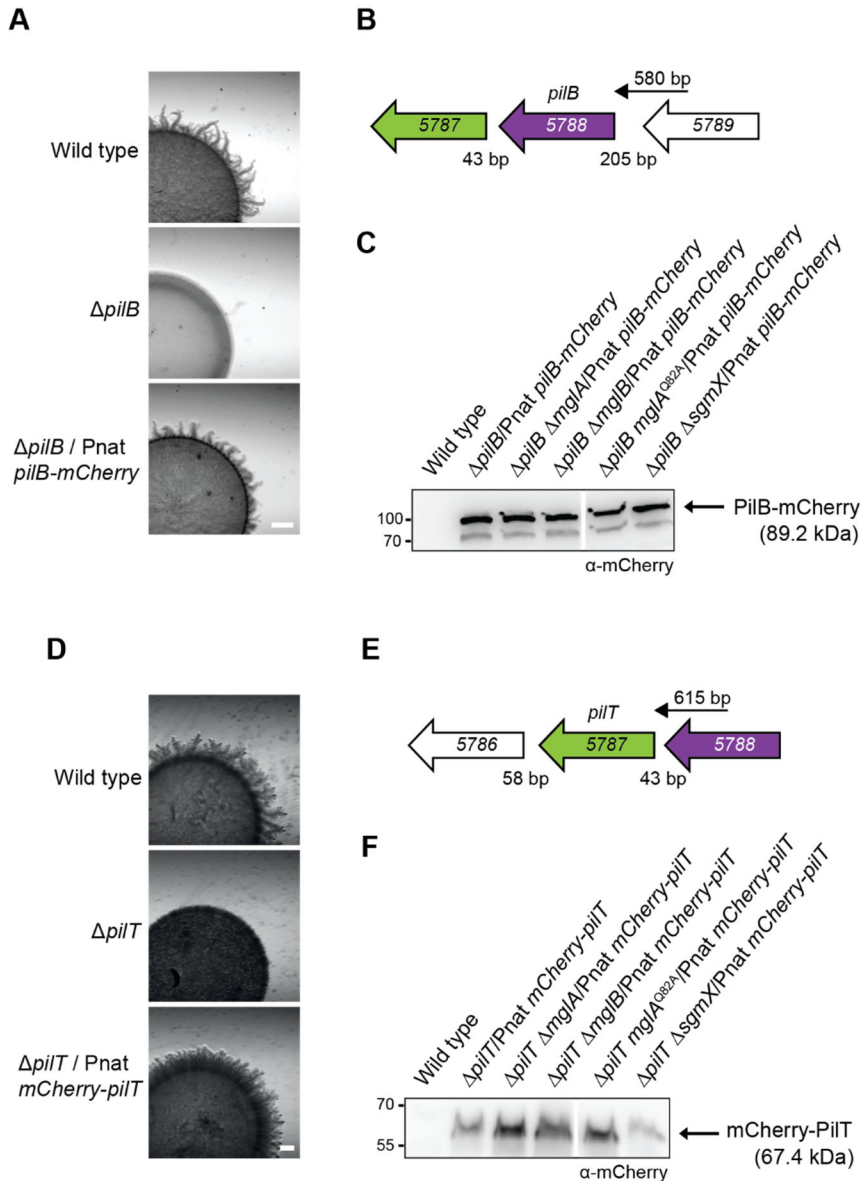 A
Wild type
ΔpilB
ΔpilB / Pnat
pilB-mCherry
B
580 bp
pilB
5787
5788
5789
43 bp
205 bp
C
Wild type
ΔpilB/Pnat pilB-mCherry
ΔpilB ΔmglA/Pnat pilB-mCherry
ΔpilB ΔmglB/Pnat pilB-mCherry
ΔpilB mglA^Q82A/Pnat pilB-mCherry
ΔpilB ΔsgmX/Pnat pilB-mCherry
100
70
PilB-mCherry
(89.2 kDa)
α-mCherry
D
Wild type
ΔpilT
ΔpilT / Pnat
mCherry-pilT
E
615 bp
pilT
5786
5787
5788
58 bp
43 bp
F
Wild type
ΔpilT/Pnat mCherry-pilT
ΔpilT ΔmglA/Pnat mCherry-pilT
ΔpilT ΔmglB/Pnat mCherry-pilT
ΔpilT mglA^Q82A/Pnat mCherry-pilT
ΔpilT ΔsgmX/Pnat mCherry-pilT
70
55
mCherry-PilT
(67.4 kDa)
α-mCherry